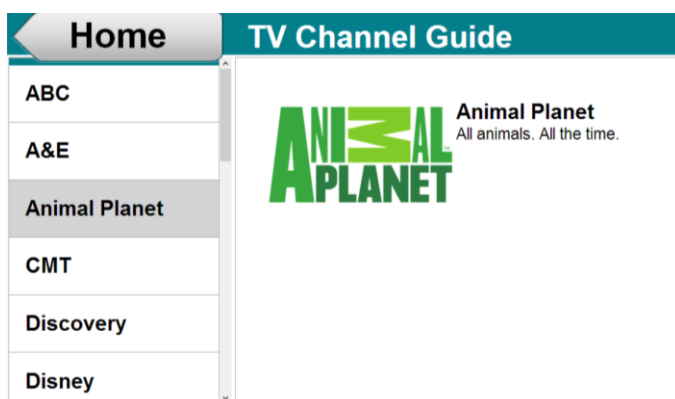 Home
TV Channel Guide
ABC
A&E
Animal Planet
CMT
Discovery
Disney
ANIMAL
PLANET
Animal Planet
All animals. All the time.